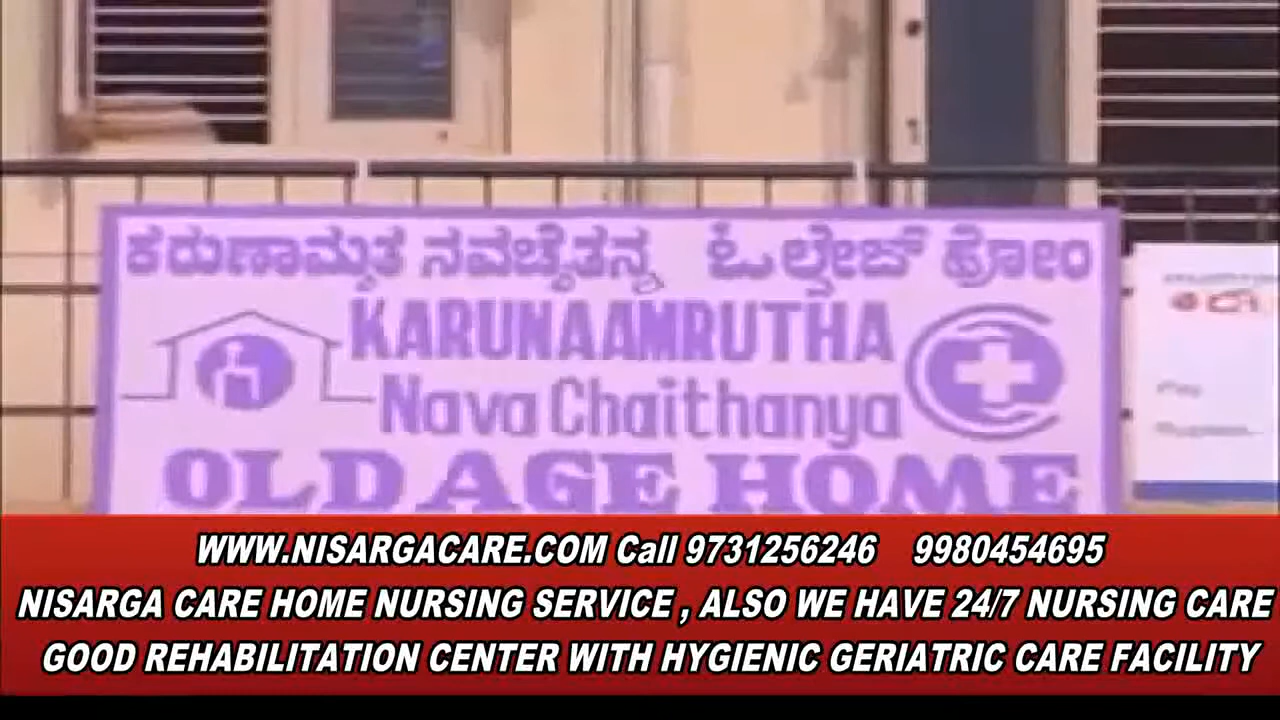 ಕರುಣಾಮೃತ ನವಚೈತನ್ಯ ಓಲ್ಡೇಜ್ ಹೋಂ
KARUNAAMRUTHA
Nava Chaithanya
OLD AGE HOME
WWW.NISARGACARE.COM Call 9731256246 9980454695
NISARGA CARE HOME NURSING SERVICE , ALSO WE HAVE 24/7 NURSING CARE
GOOD REHABILITATION CENTER WITH HYGIENIC GERIATRIC CARE FACILITY